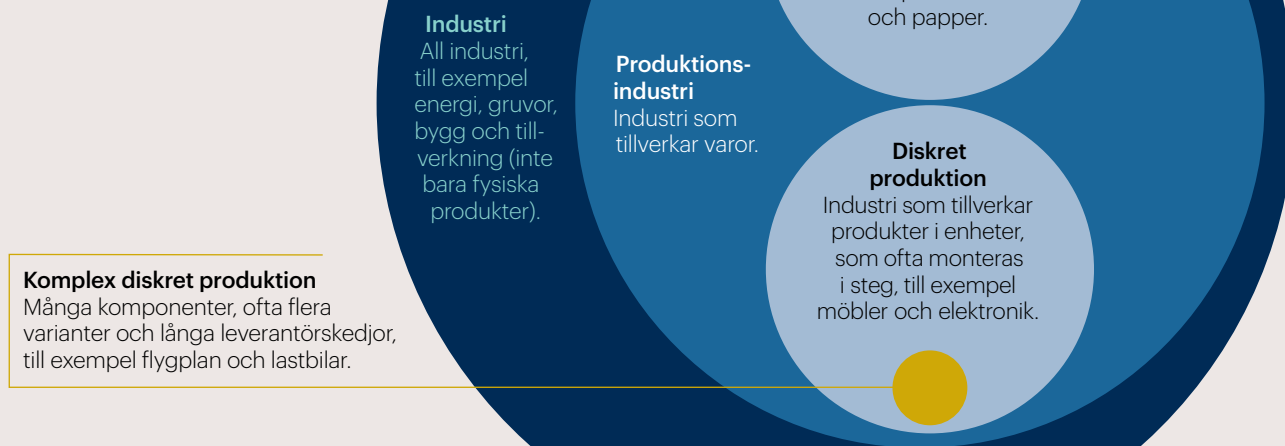 och papper.
Industri
All industri,
till exempel
energi, gruvor,
bygg och till-
verkning (inte
bara fysiska
produkter).
Produktions-
industri
Industri som
tillverkar varor.
Diskret
produktion
Industri som tillverkar
produkter i enheter,
som ofta monteras
i steg, till exempel
möbler och elektronik.
Komplex diskret produktion
Många komponenter, ofta flera
varianter och långa leverantörskedjor,
till exempel flygplan och lastbilar.